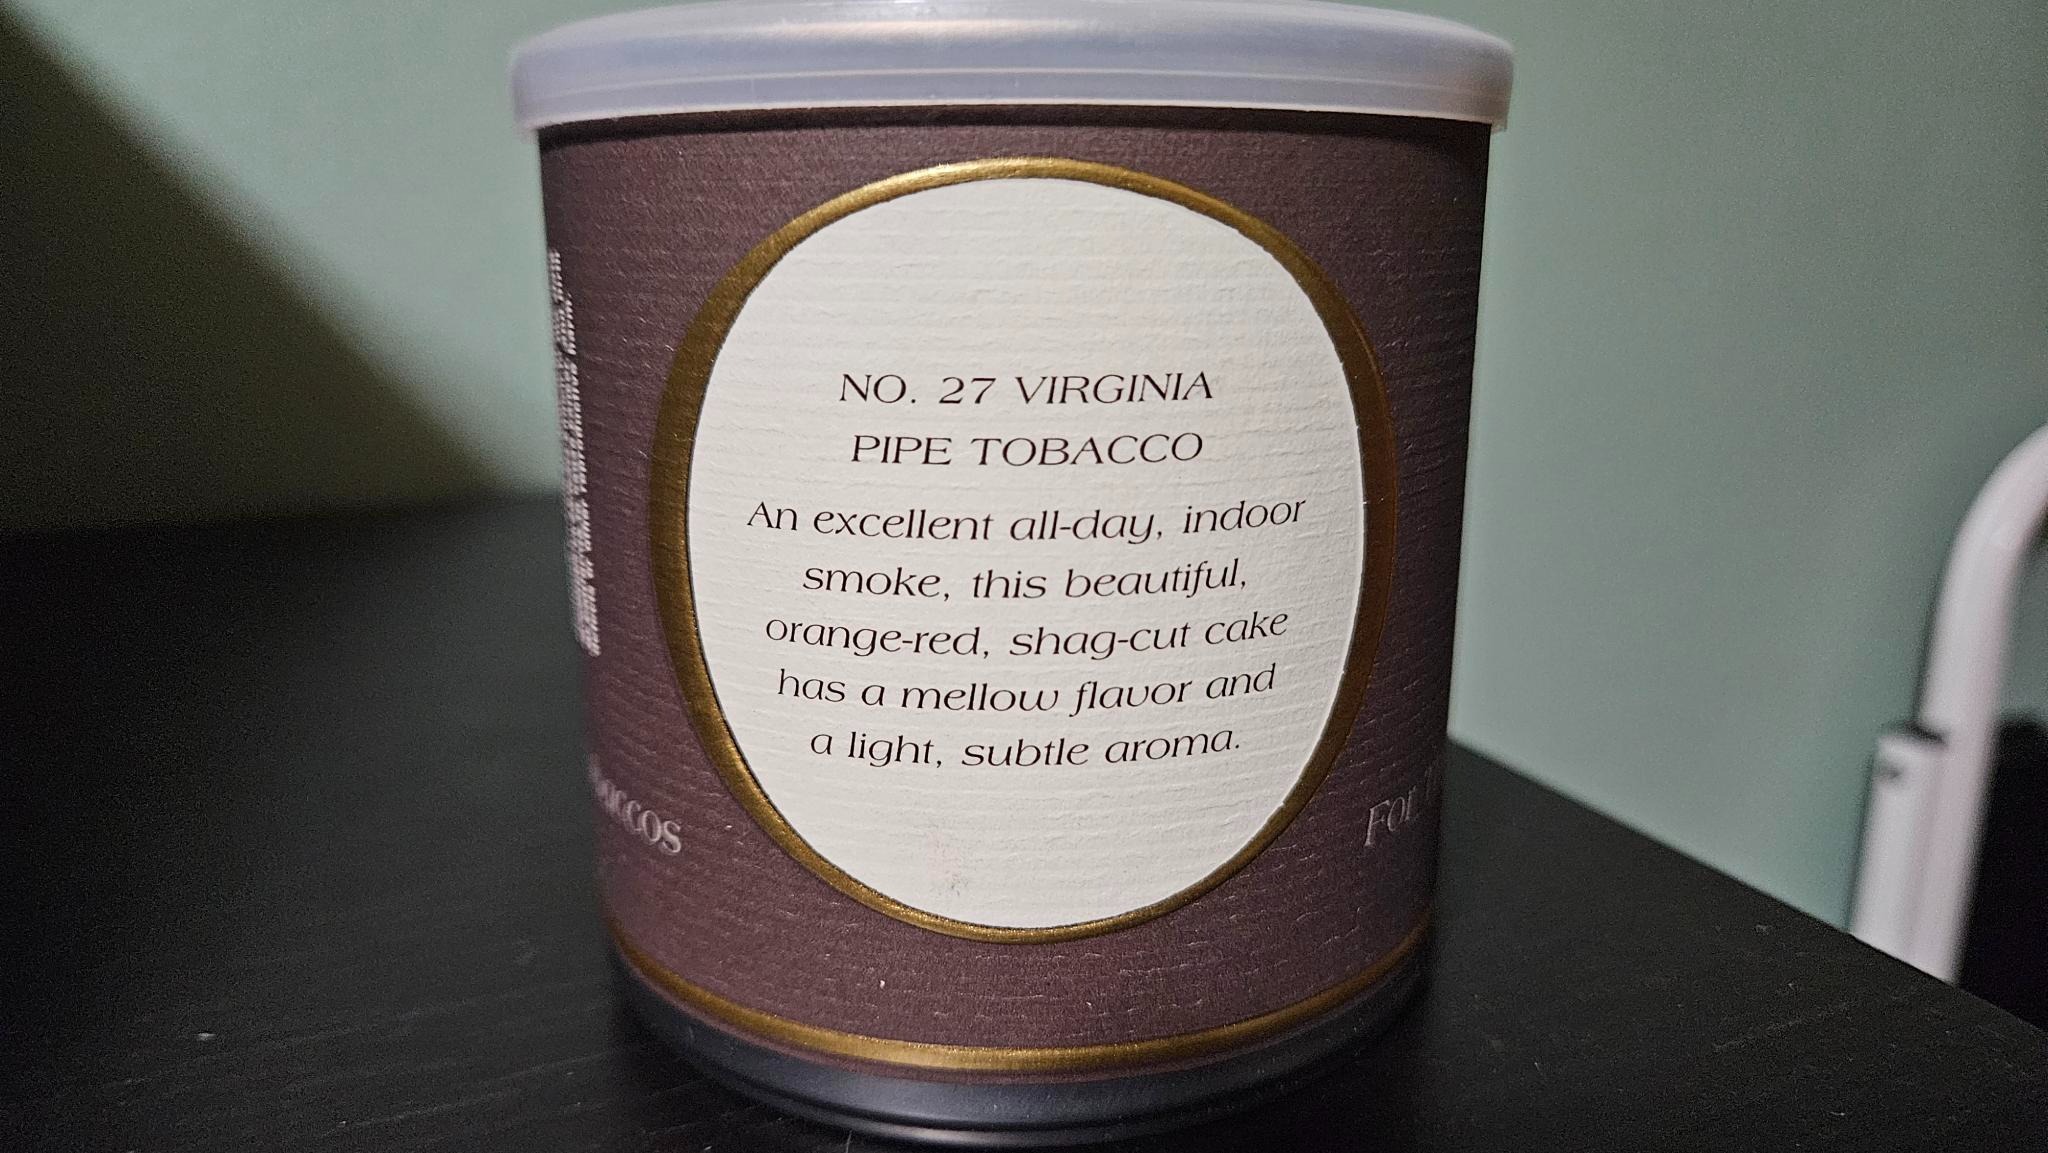 NO. 27 VIRGINIA
PIPE TOBACCO
An excellent all-day, indoor
smoke, this beautiful,
orange-red, shag-cut cake
has a mellow flavor and
a light, subtle aroma.